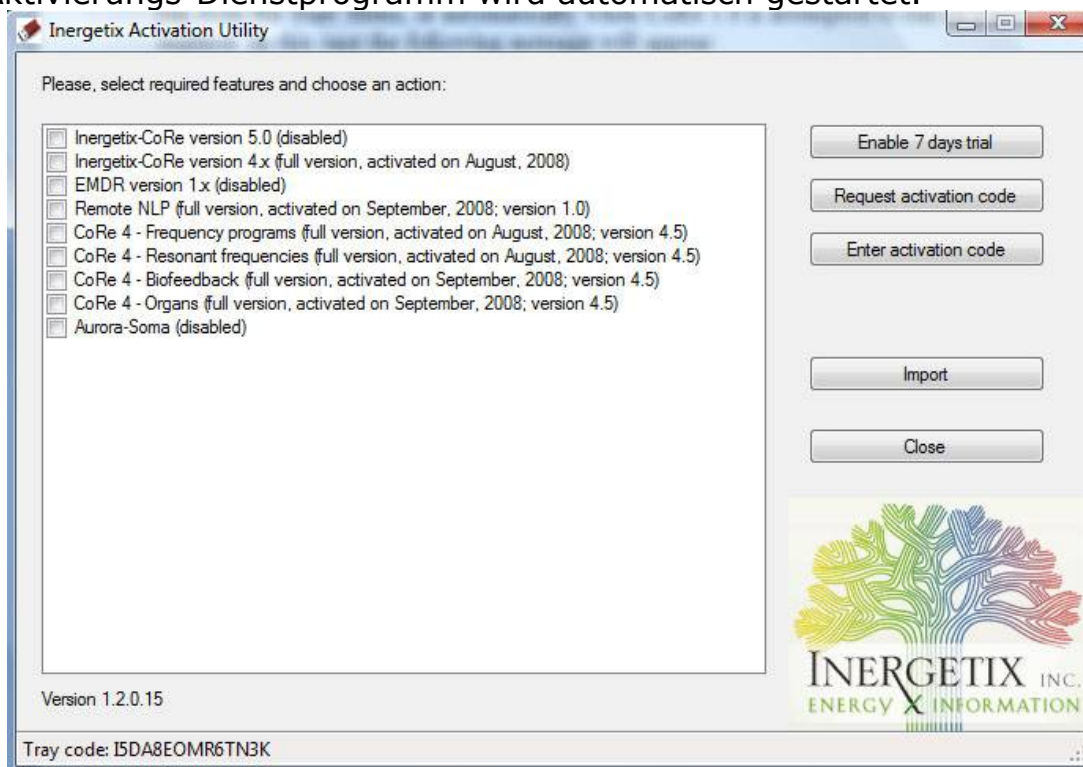 Aktivierungs-Dienstprogramm wird automatisch gestartet.
Inergetix Activation Utility
Please, select required features and choose an action:
Inergetix-CoRe version 5.0 (disabled)
Inergetix-CoRe version 4.x (full version, activated on August, 2008)
EMDR version 1.x (disabled)
Remote NLP (full version, activated on September, 2008; version 1.0)
CoRe 4 - Frequency programs (full version, activated on August, 2008; version 4.5)
CoRe 4 - Resonant frequencies (full version, activated on August, 2008; version 4.5)
CoRe 4 - Biofeedback (full version, activated on September, 2008; version 4.5)
CoRe 4 - Organs (full version, activated on September, 2008; version 4.5)
Aurora-Soma (disabled)
Enable 7 days trial
Request activation code
Enter activation code
Import
Close
INERGETIX INC.
ENERGY X INFORMATION
Version 1.2.0.15
Tray code: I5DA8EOMR6TN3K